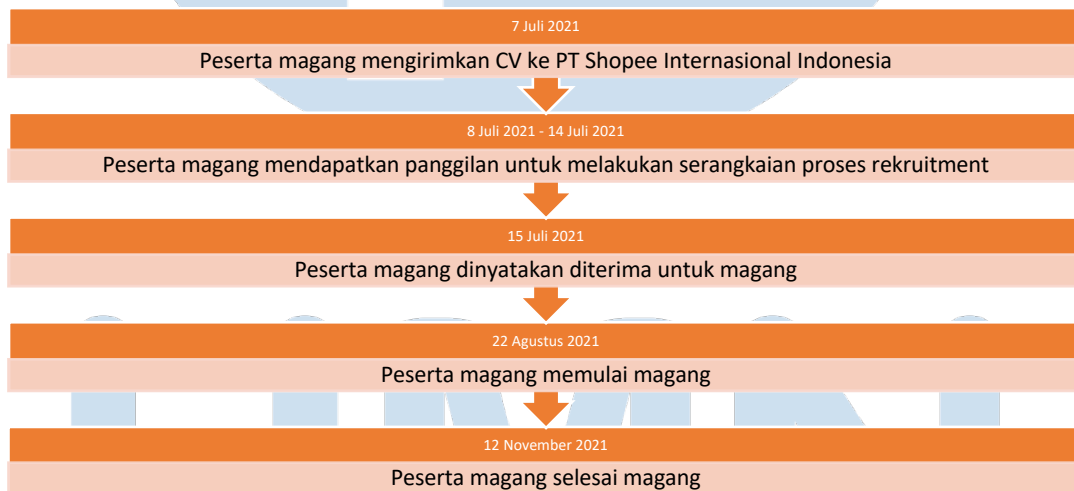 7 Juli 2021
Peserta magang mengirimkan CV ke PT Shopee Internasional Indonesia
8 Juli 2021 - 14 Juli 2021
Peserta magang mendapatkan panggilan untuk melakukan serangkaian proses rekruitment
15 Juli 2021
Peserta magang dinyatakan diterima untuk magang
22 Agustus 2021
Peserta magang memulai magang
12 November 2021
Peserta magang selesai magang